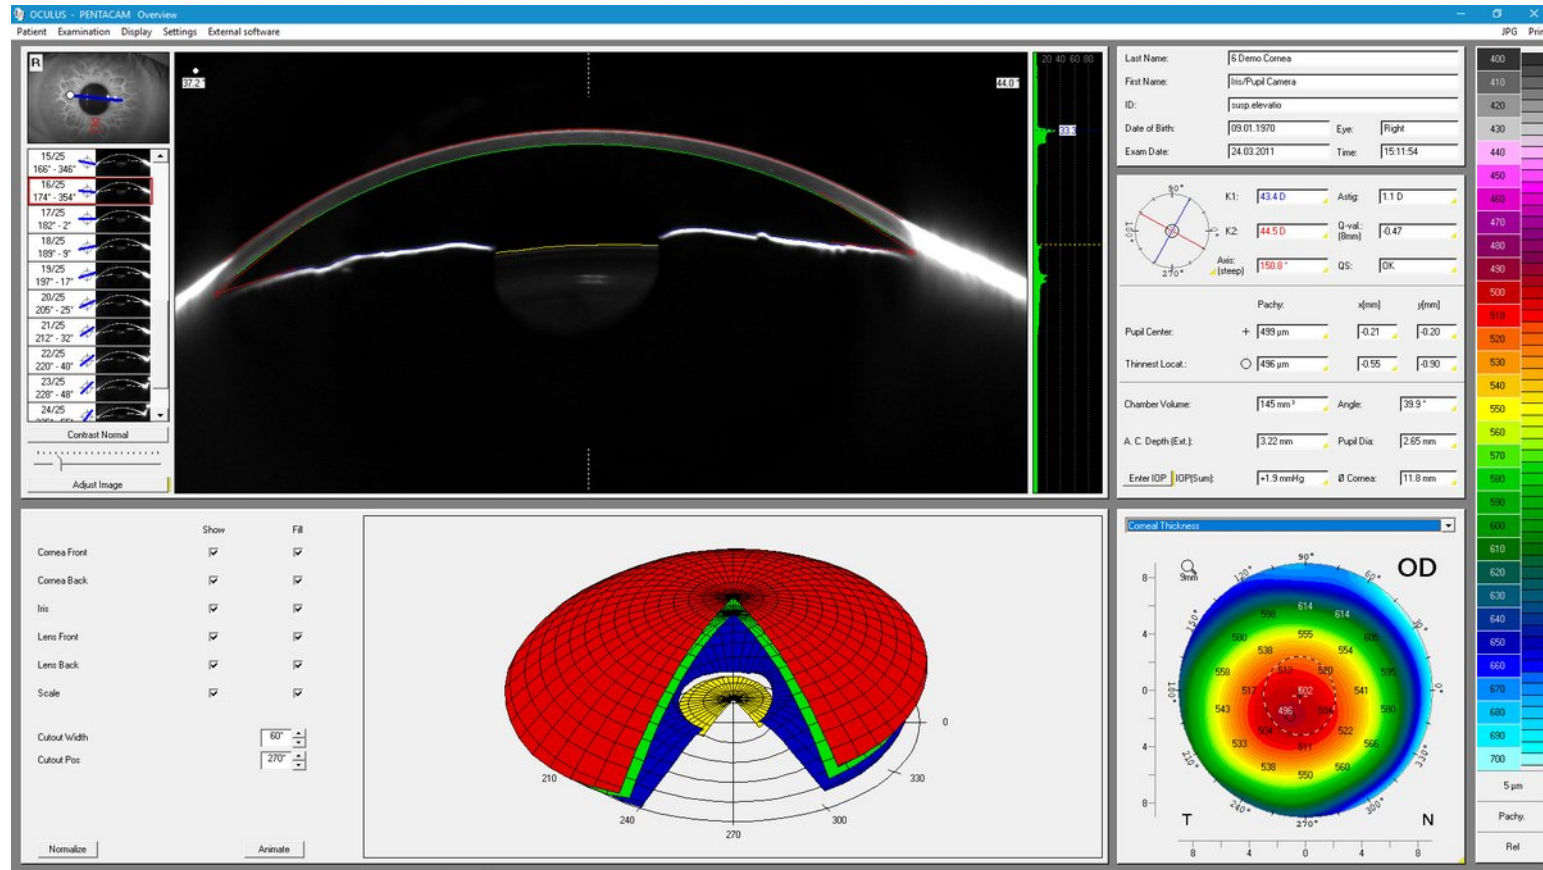 OCULUS - PENTACAM Overview
Patient Examination Display Settings External software JPG
R
15/25
166° - 346°
16/25
174° - 354°
17/25
182° - 2°
18/25
189° - 9°
19/25
197° - 17°
20/25
205° - 25°
21/25
212° - 32°
22/25
220° - 40°
23/25
228° - 48°
24/25
Contrast Normal
Adjust Image
37.2°
44.0°
20 40 60 80
33.3
Last Name: 6 Demo Cornea
First Name: Iris/Pupil Camera
ID: susp.elevatio
Date of Birth: 09.01.1970 Eye: Right
Exam Date: 24.03.2011 Time: 15:11:54
90°
180°
0°
270°
K1: 43.4 D Astig: 1.1 D
K2: 44.5 D Q-val.: (8mm) -0.47
Axis: (steep) 150.8° QS: OK
Pachy: x[mm] y[mm]
Pupil Center: + 499 µm -0.21 -0.20
Thinnest Locat.: 496 µm -0.55 -0.90
Chamber Volume: 145 mm³ Angle: 39.9°
A. C. Depth (Ext.): 3.22 mm Pupil Dia: 2.65 mm
Enter IOP IOP(Sum): +1.9 mmHg Ø Cornea: 11.8 mm
Show Fill
Cornea Front
Cornea Back
Iris
Lens Front
Lens Back
Scale
Cutout Width 60°
Cutout Pos 270°
Normalize Animate
0
210
330
240
300
270
Corneal Thickness
OD
9mm
90°
120° 60°
150° 30°
180° 0°
210° 330°
240° 300°
270°
8
4
0
4
8
598 614 614
580 555 605
538 554
558 512 520 595
517 502 541
543 496 504 580
504 522
533 511 566
538 550 560
T N
8 4 0 4 8
400
410
420
430
440
450
460
470
480
490
500
510
520
530
540
550
560
570
580
590
600
610
620
630
640
650
660
670
680
690
700
5 µm
Pachy.
Rel